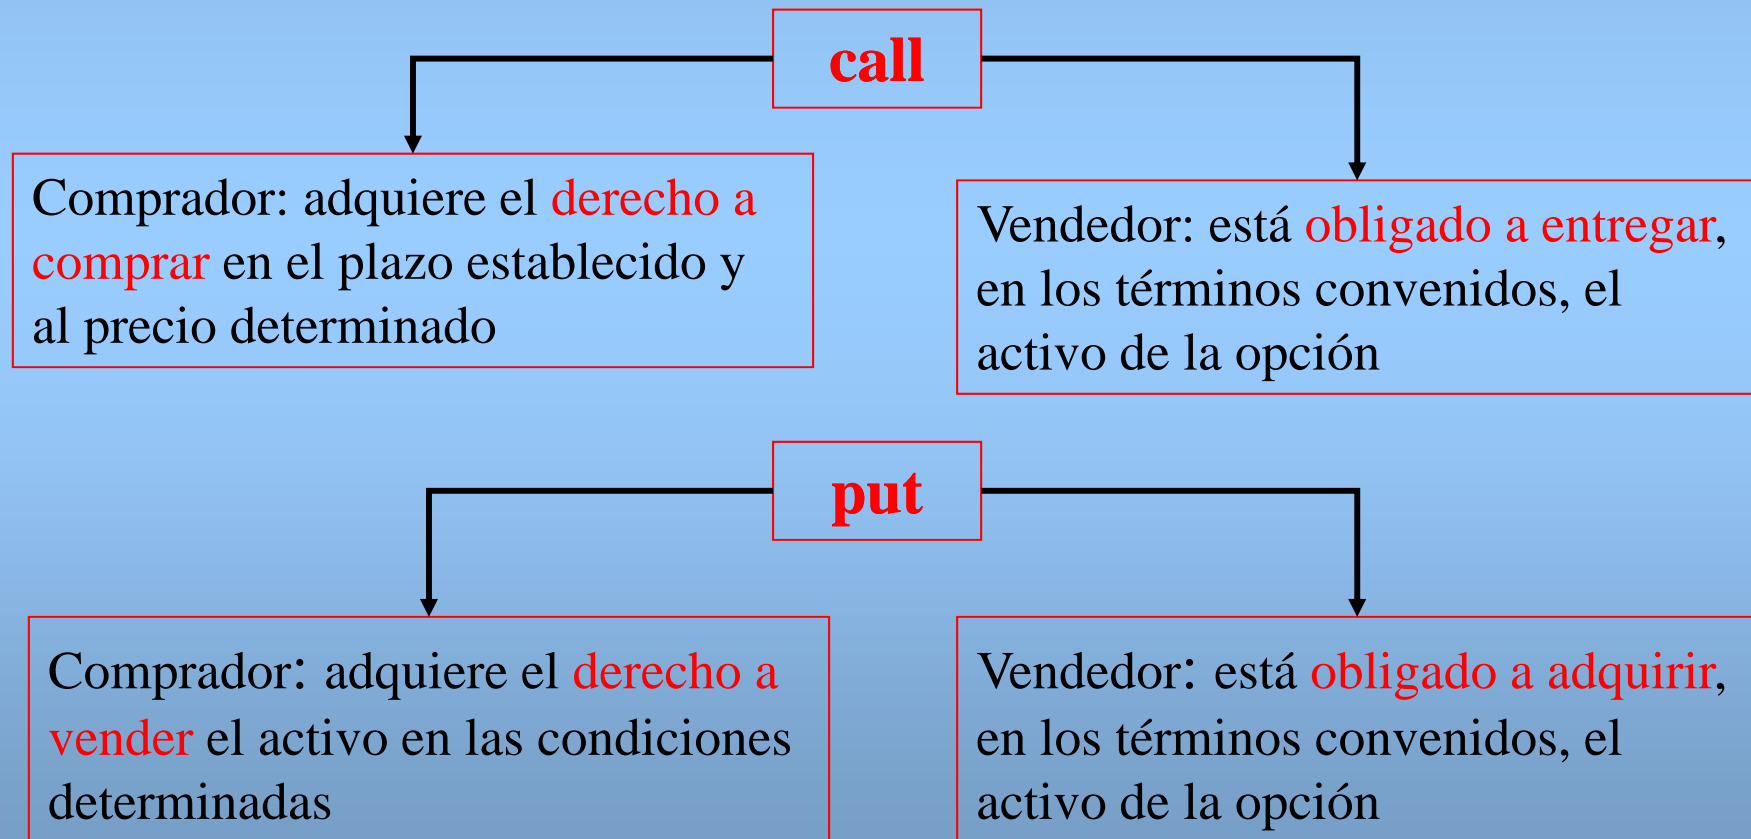 call
Comprador: adquiere el derecho a
comprar en el plazo establecido y
al precio determinado
Vendedor: está obligado a entregar,
en los términos convenidos, el
activo de la opción
put
Comprador: adquiere el derecho a
vender el activo en las condiciones
determinadas
Vendedor: está obligado a adquirir,
en los términos convenidos, el
activo de la opción